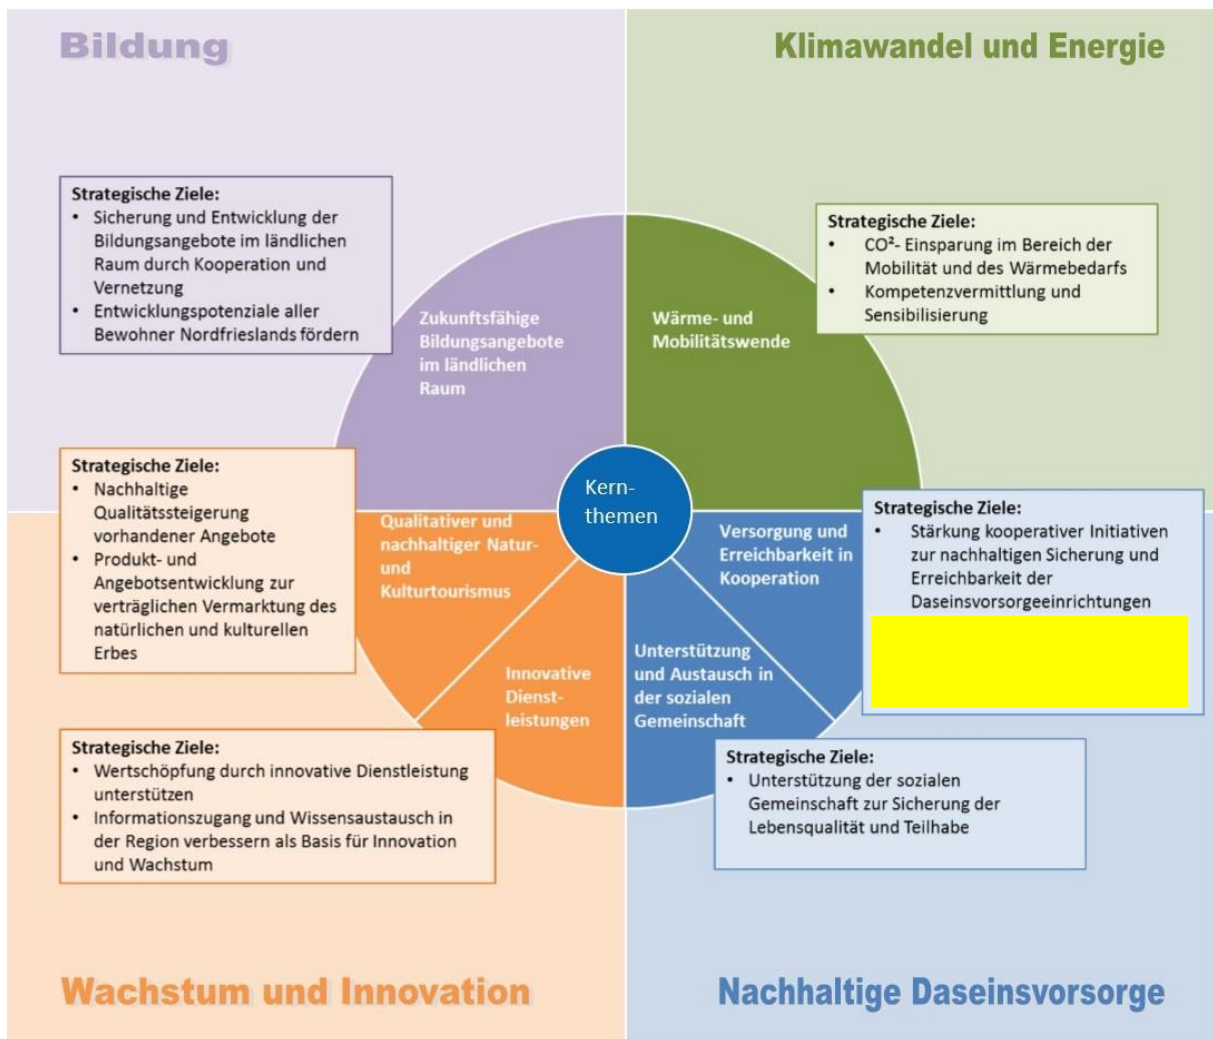 Bildung
Klimawandel und Energie
Strategische Ziele:
• Sicherung und Entwicklung der
Bildungsangebote im ländlichen
Raum durch Kooperation und
Vernetzung
• Entwicklungspotenziale aller
Bewohner Nordfrieslands fördern
Strategische Ziele:
• CO²- Einsparung im Bereich der
Mobilität und des Wärmebedarfs
• Kompetenzvermittlung und
Sensibilisierung
Zukunftsfähige
Bildungsangebote
im ländlichen
Raum
Wärme- und
Mobilitätswende
Kern-
themen
Strategische Ziele:
• Nachhaltige
Qualitätssteigerung
vorhandener Angebote
• Produkt- und
Angebotsentwicklung zur
verträglichen Vermarktung des
natürlichen und kulturellen
Erbes
Qualitativer und
nachhaltiger Natur-
und
Kulturtourismus
Versorgung und
Erreichbarkeit in
Kooperation
Strategische Ziele:
• Stärkung kooperativer Initiativen
zur nachhaltigen Sicherung und
Erreichbarkeit der
Daseinsvorsorgeeinrichtungen
Innovative
Dienst-
leistungen
Unterstützung
und Austausch in
der sozialen
Gemeinschaft
Strategische Ziele:
• Wertschöpfung durch innovative Dienstleistung
unterstützen
• Informationszugang und Wissensaustausch in
der Region verbessern als Basis für Innovation
und Wachstum
Strategische Ziele:
• Unterstützung der sozialen
Gemeinschaft zur Sicherung der
Lebensqualität und Teilhabe
Wachstum und Innovation
Nachhaltige Daseinsvorsorge